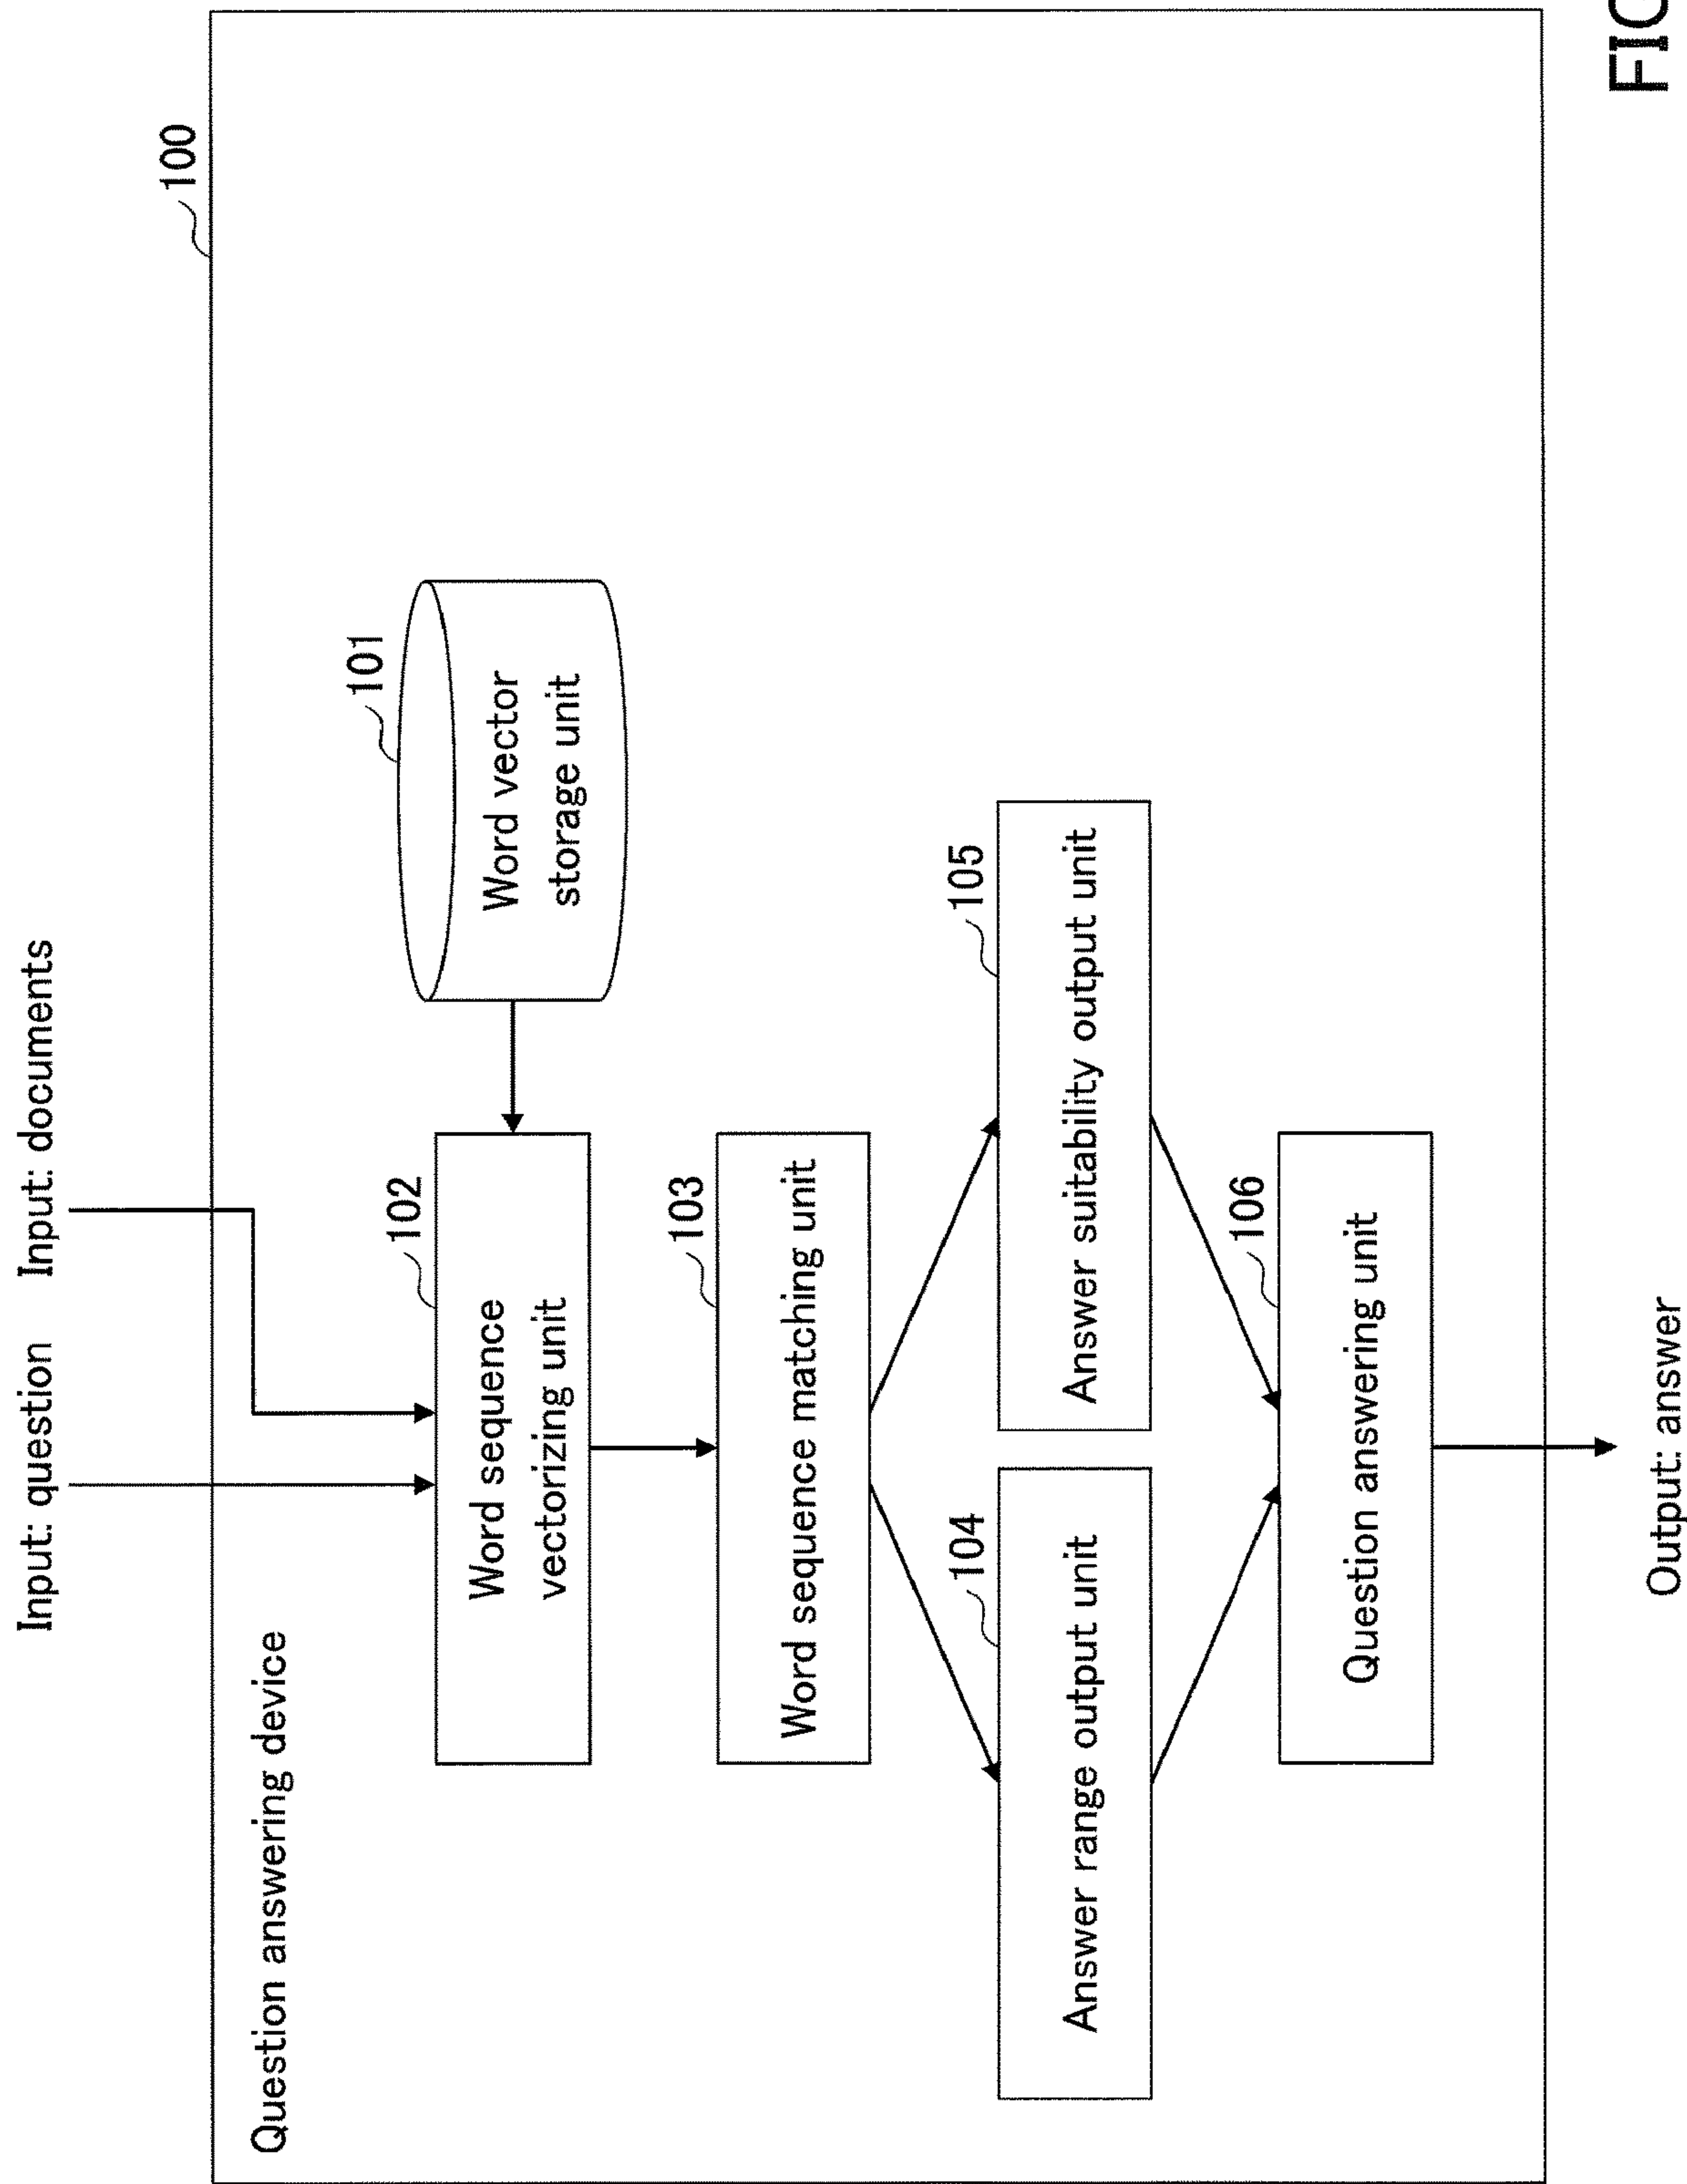 Input: question
Input: documents
100
Question answering device
101
Word vector
storage unit
102
Word sequence
vectorizing unit
103
Word sequence matching unit
104
Answer range output unit
105
Answer suitability output unit
106
Question answering unit
Output: answer